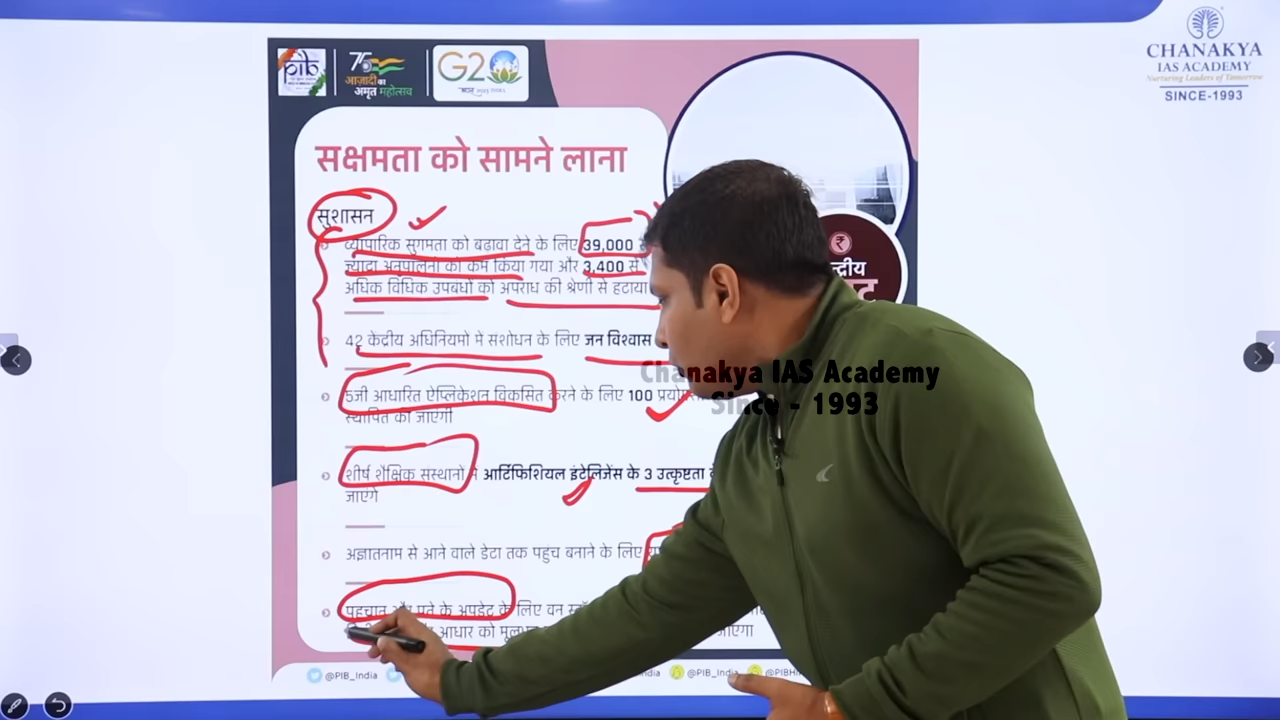 CHANAKYA
IAS ACADEMY
Nurturing Leaders of Tomorrow
SINCE-1993
pib
75
आज़ादी का
अमृत महोत्सव
G20
सक्षमता को सामने लाना
सुशासन
व्यापारिक सुगमता को बढ़ावा देने के लिए 39,000
ज्यादा अनुपालनों को कम किया गया और 3,400 से
अधिक विधिक उपबंधों को अपराध की श्रेणी से हटाया
42 केंद्रीय अधिनियमों में संशोधन के लिए जन विश्वास
5जी आधारित ऐप्लिकेशन विकसित करने के लिए 100
स्थापित की जाएंगी
शीर्ष शैक्षिक संस्थानों में आर्टिफिशियल इंटेलिजेंस के 3 उत्कृष्टता
जाएंगे
अज्ञातनाम से आने वाले डेटा तक पहुंच बनाने के लिए
पहचान और पते के अपडेट के लिए वन
आधार को जाएगा
Chanakya IAS Academy
Since - 1993
@PIB_India @PIB_India